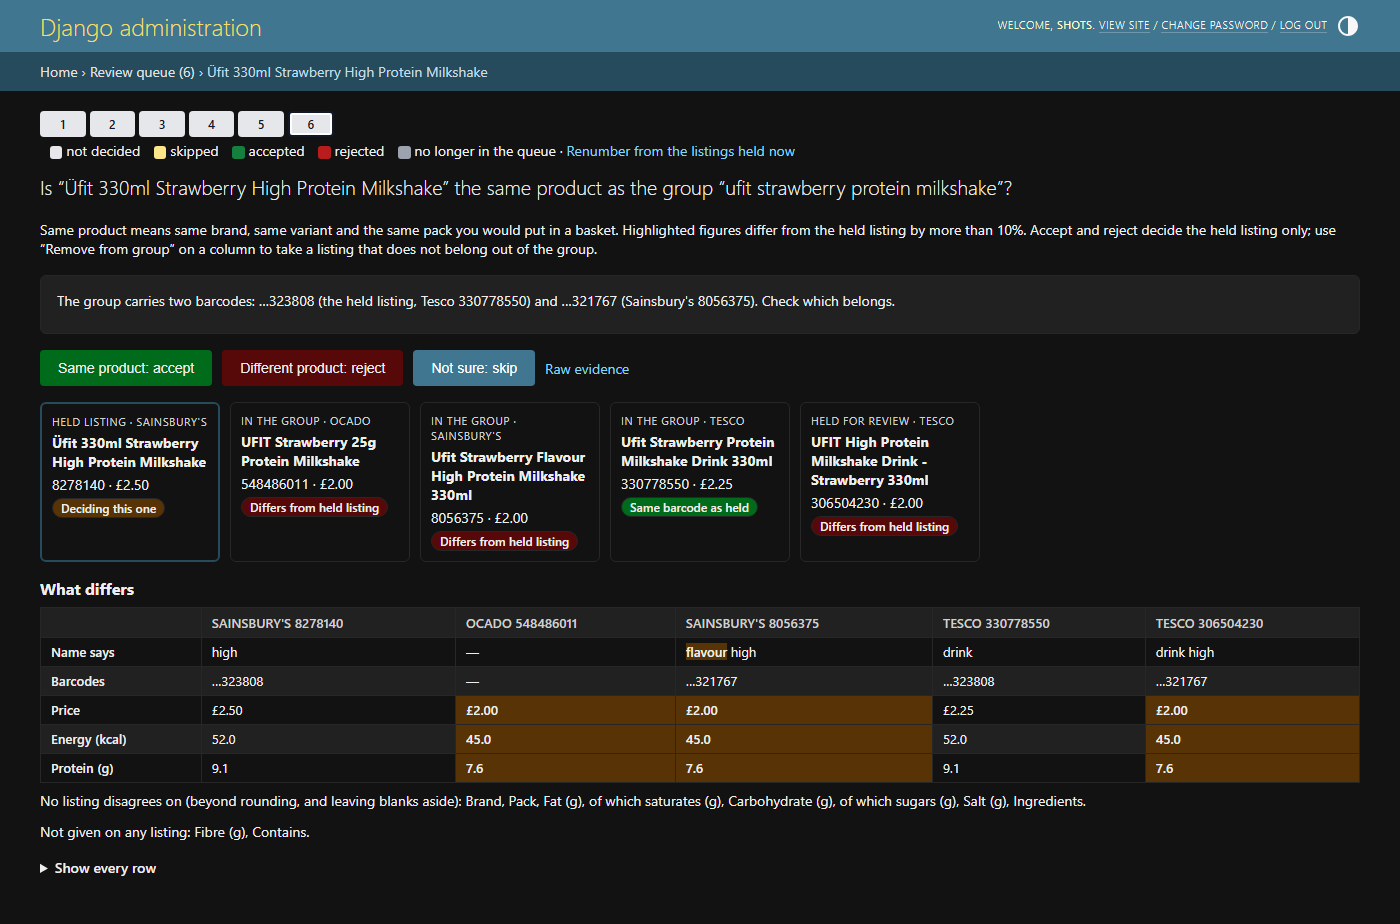 Django administration
WELCOME, SHOTS. VIEW SITE / CHANGE PASSWORD / LOG OUT
Home › Review queue (6) › Üfit 330ml Strawberry High Protein Milkshake
1 2 3 4 5 6
not decided skipped accepted rejected no longer in the queue · Renumber from the listings held now
Is “Üfit 330ml Strawberry High Protein Milkshake” the same product as the group “ufit strawberry protein milkshake”?
Same product means same brand, same variant and the same pack you would put in a basket. Highlighted figures differ from the held listing by more than 10%. Accept and reject decide the held listing only; use
“Remove from group” on a column to take a listing that does not belong out of the group.
The group carries two barcodes: …323808 (the held listing, Tesco 330778550) and …321767 (Sainsbury's 8056375). Check which belongs.
Same product: accept Different product: reject Not sure: skip Raw evidence
HELD LISTING · SAINSBURY'S
Üfit 330ml Strawberry
High Protein Milkshake
8278140 · £2.50
Deciding this one
IN THE GROUP · OCADO
UFIT Strawberry 25g
Protein Milkshake
548486011 · £2.00
Differs from held listing
IN THE GROUP ·
SAINSBURY'S
Ufit Strawberry Flavour
High Protein Milkshake
330ml
8056375 · £2.00
Differs from held listing
IN THE GROUP · TESCO
Ufit Strawberry Protein
Milkshake Drink 330ml
330778550 · £2.25
Same barcode as held
HELD FOR REVIEW · TESCO
UFIT High Protein
Milkshake Drink -
Strawberry 330ml
306504230 · £2.00
Differs from held listing
What differs
SAINSBURY'S 8278140 OCADO 548486011 SAINSBURY'S 8056375 TESCO 330778550 TESCO 306504230
Name says high — flavour high drink drink high
Barcodes …323808 — …321767 …323808 …321767
Price £2.50 £2.00 £2.00 £2.25 £2.00
Energy (kcal) 52.0 45.0 45.0 52.0 45.0
Protein (g) 9.1 7.6 7.6 9.1 7.6
No listing disagrees on (beyond rounding, and leaving blanks aside): Brand, Pack, Fat (g), of which saturates (g), Carbohydrate (g), of which sugars (g), Salt (g), Ingredients.
Not given on any listing: Fibre (g), Contains.
Show every row